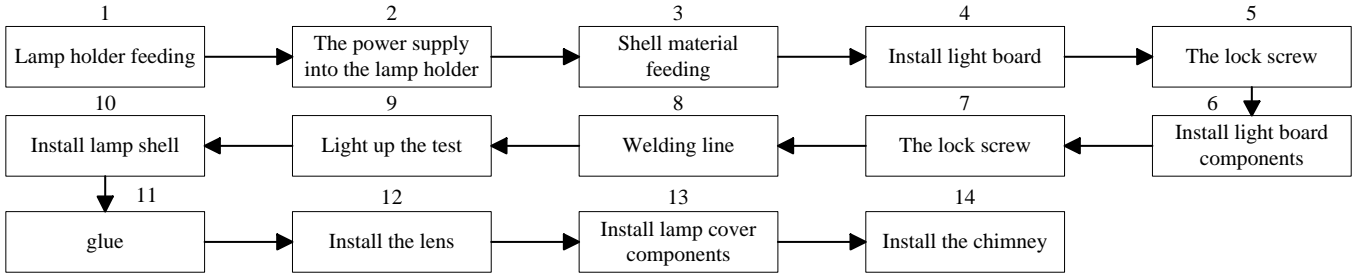 1
Lamp holder feeding
2
The power supply
into the lamp holder
3
Shell material
feeding
4
Install light board
5
The lock screw
6
Install light board
components
7
The lock screw
8
Welding line
9
Light up the test
10
Install lamp shell
11
glue
12
Install the lens
13
Install lamp cover
components
14
Install the chimney